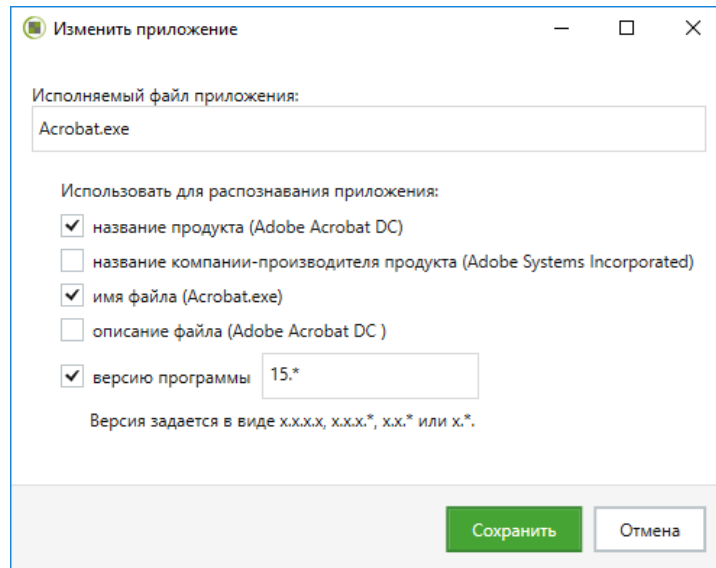 Изменить приложение
Исполняемый файл приложения:
Acrobat.exe
Использовать для распознавания приложения:
название продукта (Adobe Acrobat DC)
название компании-производителя продукта (Adobe Systems Incorporated)
имя файла (Acrobat.exe)
описание файла (Adobe Acrobat DC )
версию программы 15.*
Версия задается в виде x.x.x.x, x.x.x.*, x.x.* или x.*.
Сохранить Отмена